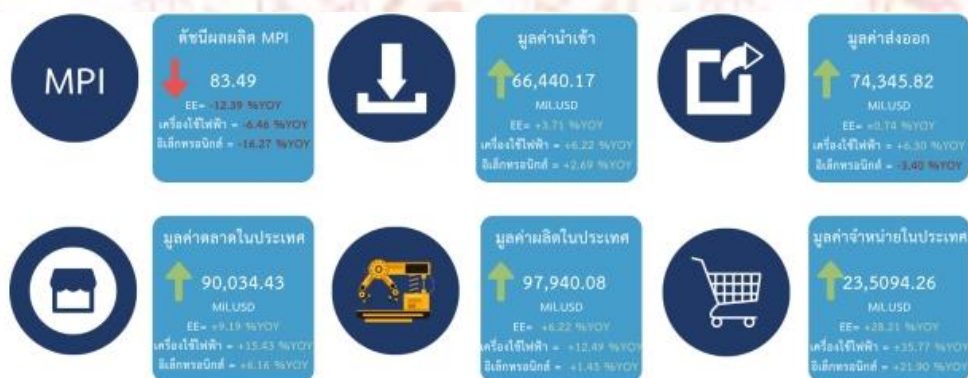 MPI
ดัชนีผลผลิต MPI
83.49
EE= -12.39 %YOY
เครื่องใช้ไฟฟ้า = -6.46 %YOY
อิเล็กทรอนิกส์ = -16.27 %YOY
มูลค่านำเข้า
66,440.17
MIL.USD
EE= +3.71 %YOY
เครื่องใช้ไฟฟ้า = +6.22 %YOY
อิเล็กทรอนิกส์ = +2.69 %YOY
มูลค่าส่งออก
74,345.82
MIL.USD
EE= +0.74 %YOY
เครื่องใช้ไฟฟ้า = +6.30 %YOY
อิเล็กทรอนิกส์ = -3.40 %YOY
มูลค่าตลาดในประเทศ
90,034.43
MIL.USD
EE= +9.19 %YOY
เครื่องใช้ไฟฟ้า = +15.43 %YOY
อิเล็กทรอนิกส์ = +6.16 %YOY
มูลค่าผลิตในประเทศ
97,940.08
MIL.USD
EE= +6.22 %YOY
เครื่องใช้ไฟฟ้า = +12.49 %YOY
อิเล็กทรอนิกส์ = +1.45 %YOY
มูลค่าจำหน่ายในประเทศ
23,5094.26
MIL.USD
EE= +28.21 %YOY
เครื่องใช้ไฟฟ้า = +35.77 %YOY
อิเล็กทรอนิกส์ = +21.90 %YOY